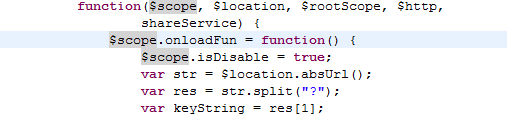 function($scope, $location, $rootScope, $http,
shareService) {
$scope.onloadFun = function() {
$scope.isDisable = true;
var str = $location.absUrl();
var res = str.split("?");
var keyString = res[1];